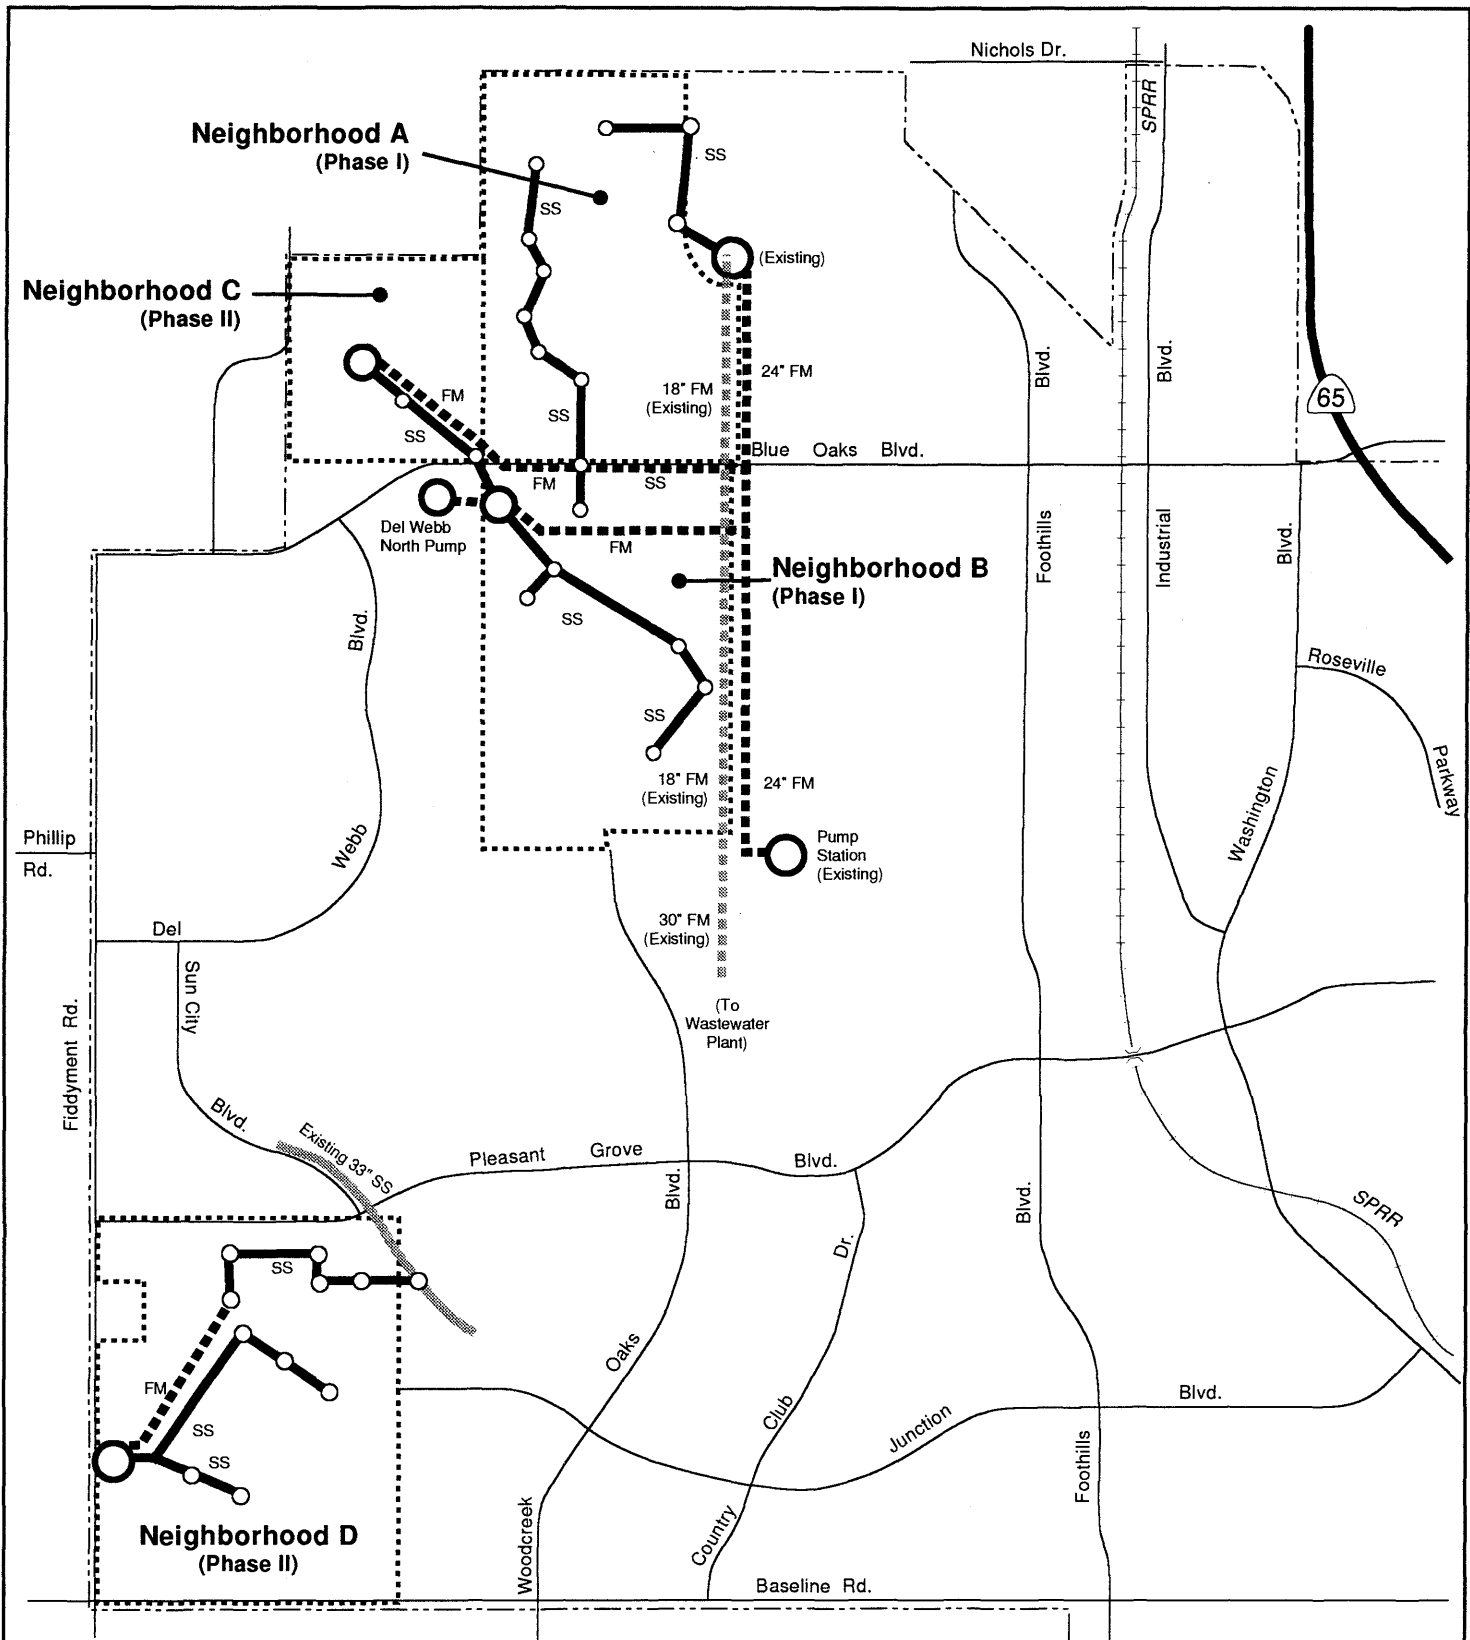 Nichols Dr.
SPRR
Neighborhood A
(Phase I)
SS
SS
(Existing)
Neighborhood C
(Phase II)
24" FM
18" FM
(Existing)
Blvd.
Blvd.
65
FM
SS
SS
Blue Oaks Blvd.
FM
SS
Del Webb
North Pump
FM
Foothills
Industrial
Blvd.
Neighborhood B
(Phase I)
SS
Blvd.
Roseville
Parkway
SS
18" FM
(Existing)
24" FM
Washington
Phillip
Rd.
Webb
Pump
Station
(Existing)
Del
30" FM
(Existing)
Sun City
(To
Wastewater
Plant)
Fiddyment Rd.
Blvd.
Existing 33" SS
Pleasant Grove Blvd.
Blvd.
Blvd.
SPRR
Dr.
SS
Oaks
FM
SS
SS
Club
Junction
Blvd.
Foothills
Neighborhood D
(Phase II)
Woodcreek
Country
Baseline Rd.